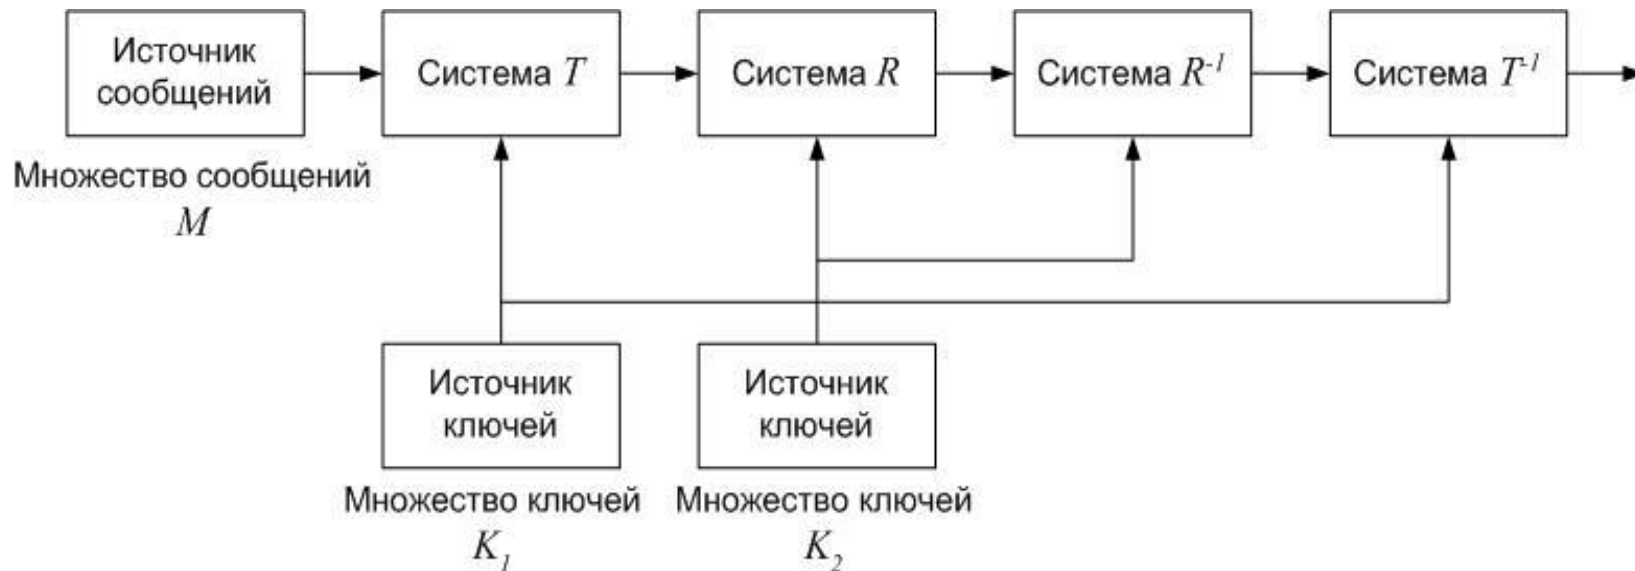 Источник
сообщений
Система T
Система R
Система R⁻¹
Система T⁻¹
Множество сообщений
M
Источник
ключей
Источник
ключей
Множество ключей
K₁
Множество ключей
K₂